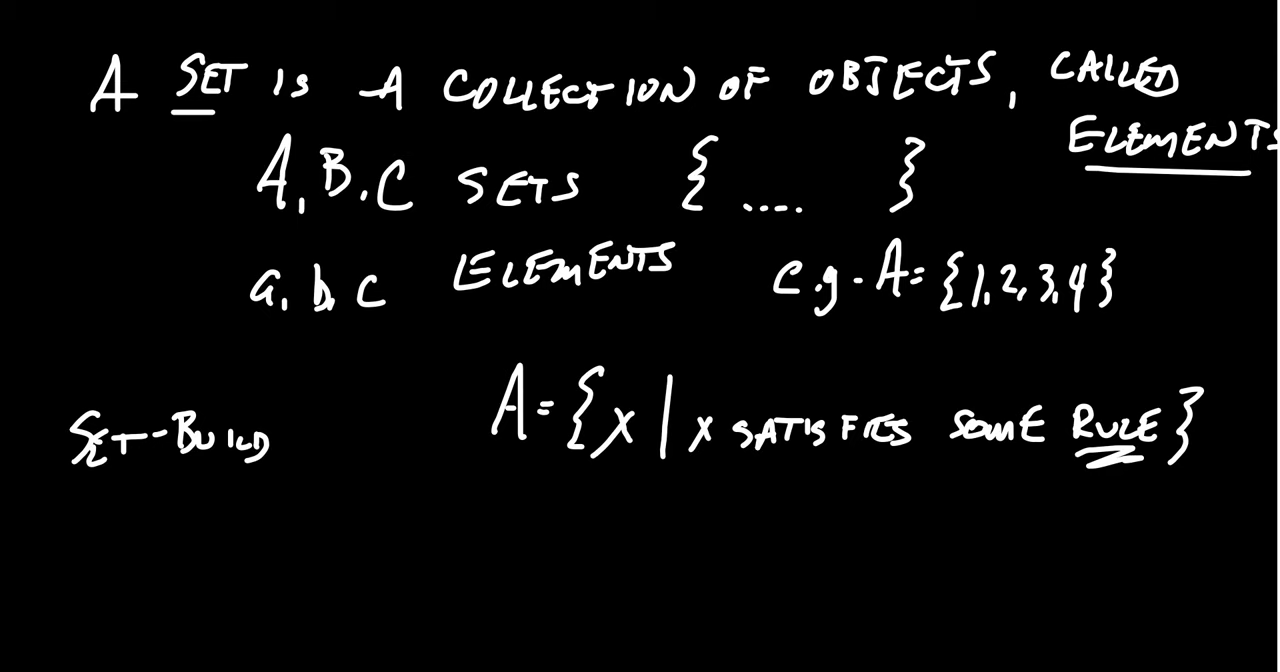 A SET IS A COLLECTION OF OBJECTS, CALLED
ELEMENTS
A, B, C SETS { .... }
a, b, c ELEMENTS e.g. A = {1, 2, 3, 4}
SET-BUILD A = { x | x SATISFIES SOME RULE }